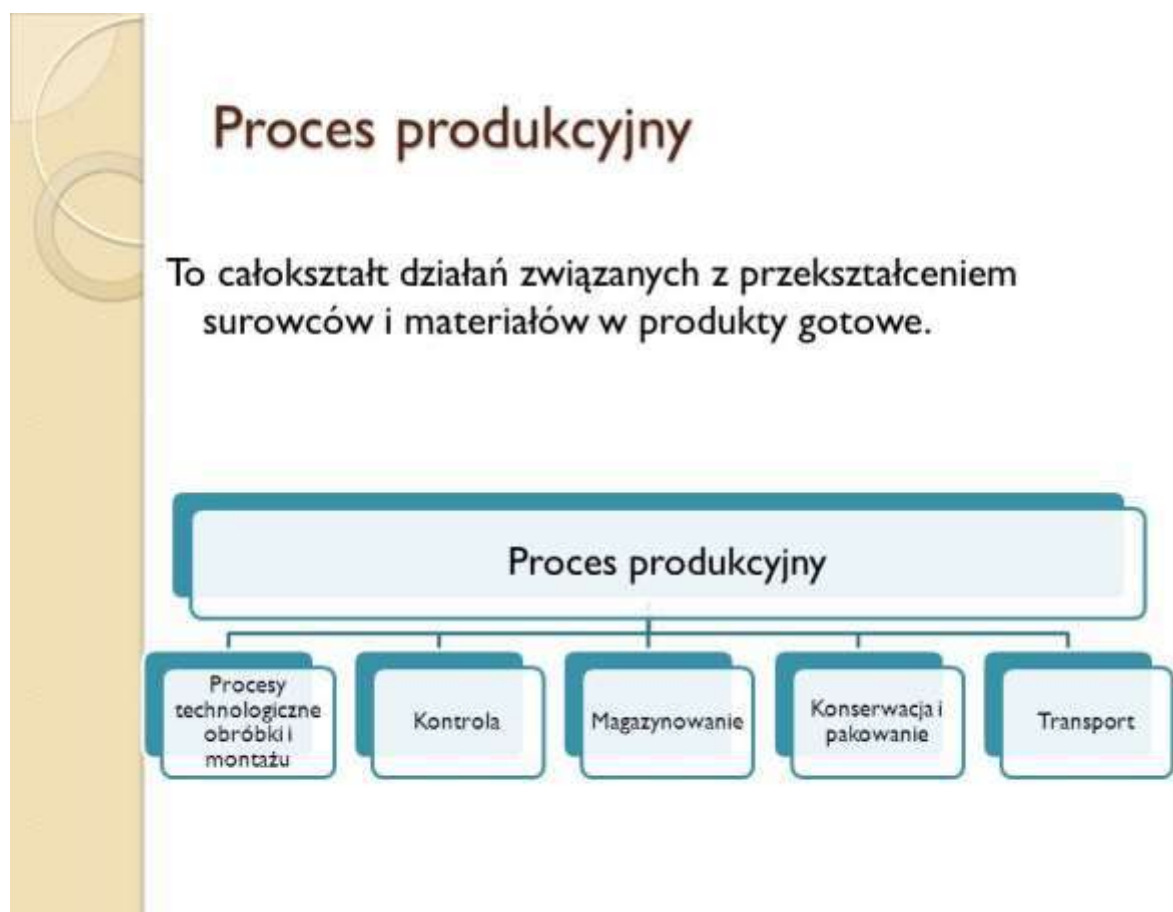 Proces produkcyjny
To całokształt działań związanych z przekształceniem
surowców i materiałów w produkty gotowe.
Proces produkcyjny
Procesy
technologiczne
obróbki i
montażu
Kontrola
Magazynowanie
Konserwacja i
pakowanie
Transport